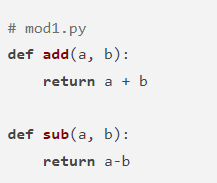 # mod1.py
def add(a, b):
    return a + b

def sub(a, b):
    return a-b